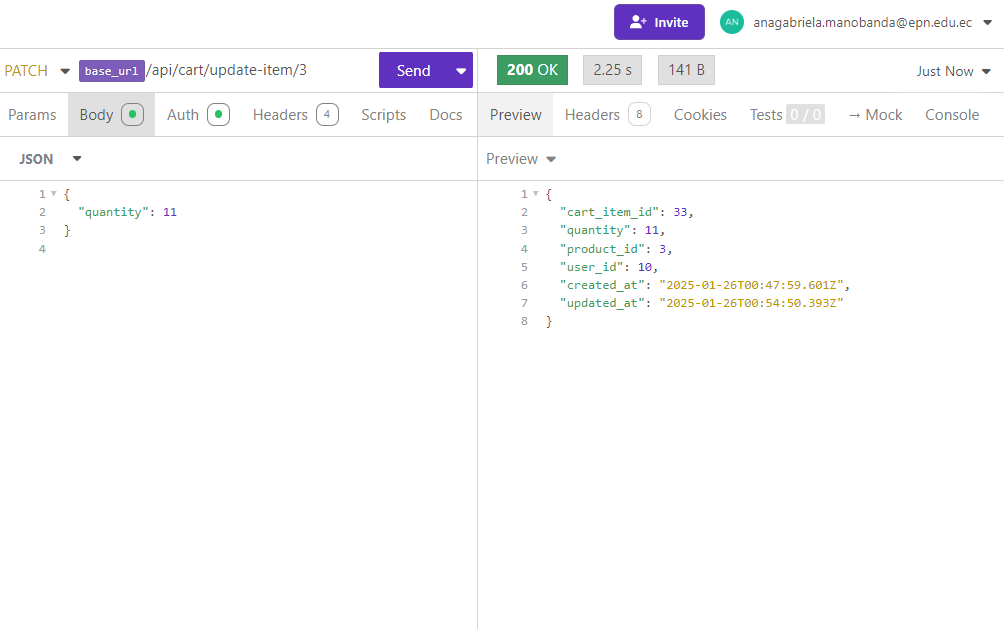 Invite
AN anagabriela.manobanda@epn.edu.ec
PATCH base_url/api/cart/update-item/3 Send
200 OK 2.25 s 141 B Just Now
Params Body Auth Headers 4 Scripts Docs
Preview Headers 8 Cookies Tests 0 / 0 → Mock Console
JSON
Preview
1 {
2 "quantity": 11
3 }
4
1 {
2 "cart_item_id": 33,
3 "quantity": 11,
4 "product_id": 3,
5 "user_id": 10,
6 "created_at": "2025-01-26T00:47:59.601Z",
7 "updated_at": "2025-01-26T00:54:50.393Z"
8 }